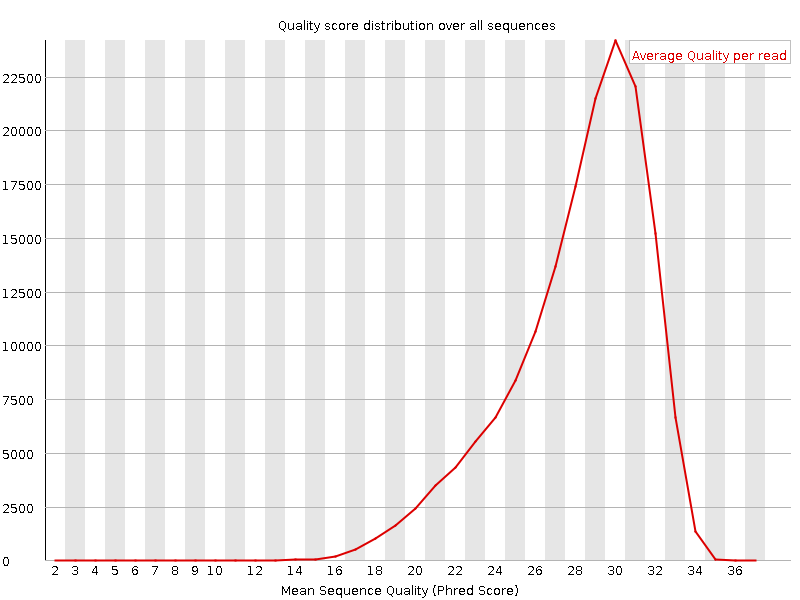 Quality score distribution over all sequences
Average Quality per read
22500
20000
17500
15000
12500
10000
7500
5000
2500
0
2 3 4 5 6 7 8 9 10 12 14 16 18 20 22 24 26 28 30 32 34 36
Mean Sequence Quality (Phred Score)